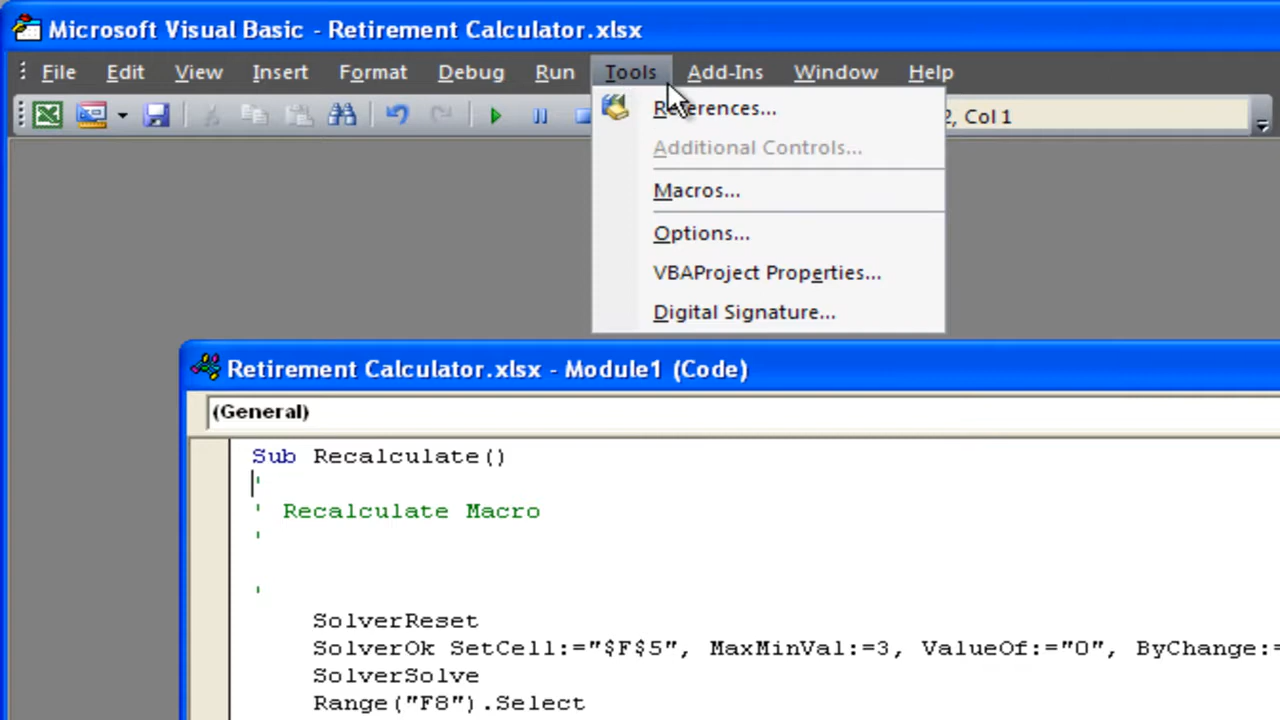 Microsoft Visual Basic - Retirement Calculator.xlsx
File Edit View Insert Format Debug Run Tools Add-Ins Window Help
References...
, Col 1
Additional Controls...
Macros...
Options...
VBAProject Properties...
Digital Signature...
Retirement Calculator.xlsx - Module1 (Code)
(General)
Sub Recalculate()
'
' Recalculate Macro
'
'
SolverReset
SolverOk SetCell:="$F$5", MaxMinVal:=3, ValueOf:="0", ByChange:=
SolverSolve
Range("F8").Select